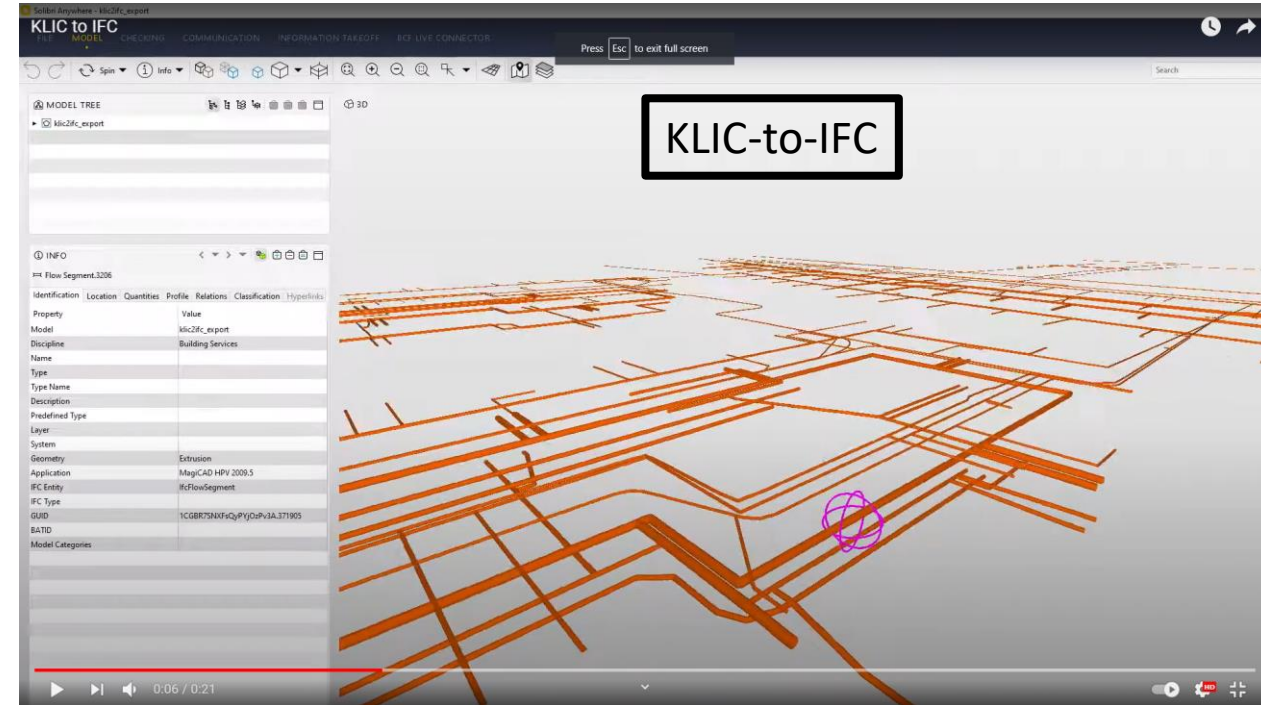 Solibri Anywhere - klic2ifc_export
KLIC to IFC
FILE MODEL CHECKING COMMUNICATION INFORMATION TAKEOFF BCF LIVE CONNECTOR
Press Esc to exit full screen
Spin Info
Search
MODEL TREE
3D
klic2ifc_export
KLIC-to-IFC
INFO
Flow Segment.3206
Identification Location Quantities Profile Relations Classification Hyperlinks
Property Value
Model klic2ifc_export
Discipline Building Services
Name
Type
Type Name
Description
Predefined Type
Layer
System
Geometry Extrusion
Application MagiCAD HPV 2009.5
IFC Entity IfcFlowSegment
IFC Type
GUID 1CGBR7SNXFsQyPYjOzPv3A.371905
BATID
Model Categories
0:06 / 0:21
HD